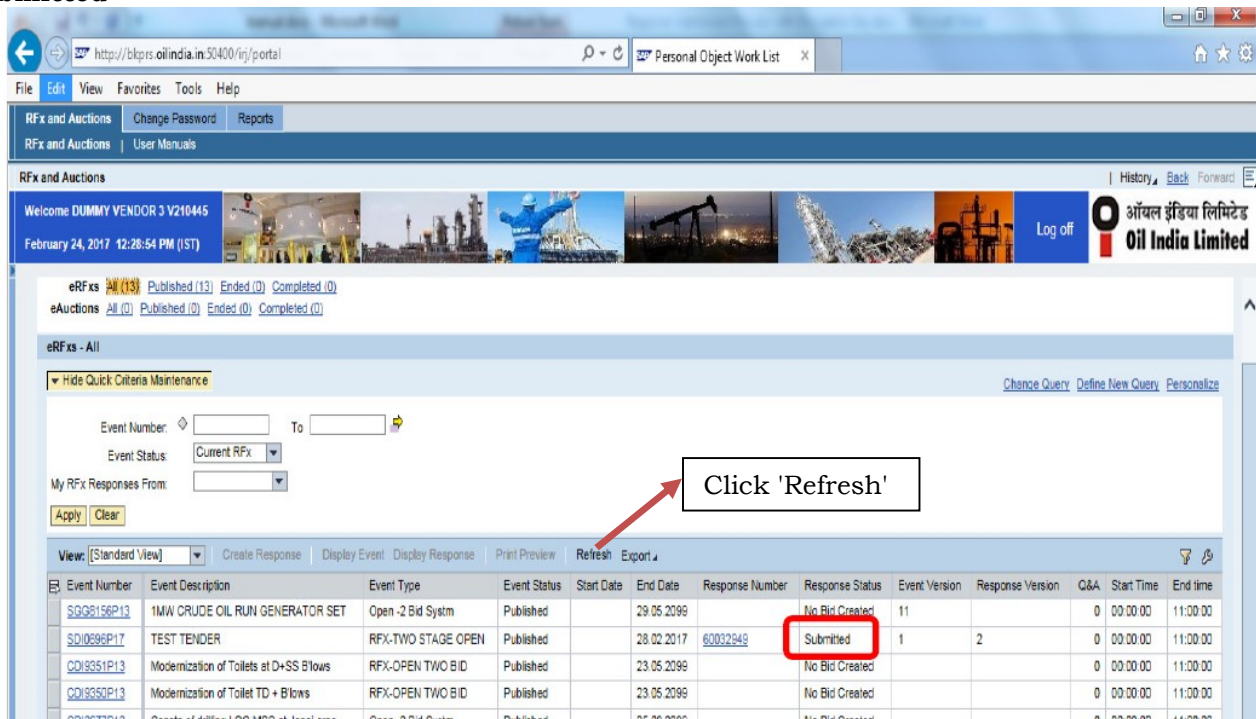 http://bkprs.oilindia.in:50400/irj/portal
Personal Object Work List
File Edit View Favorites Tools Help
RFx and Auctions Change Password Reports
RFx and Auctions | User Manuals
RFx and Auctions
| History Back Forward
Welcome DUMMY VENDOR 3 V210445
February 24, 2017 12:28:54 PM (IST)
Log off
ऑयल इंडिया लिमिटेड
Oil India Limited
eRFxs All (13) Published (13) Ended (0) Completed (0)
eAuctions All (0) Published (0) Ended (0) Completed (0)
eRFxs - All
Hide Quick Criteria Maintenance
Change Query Define New Query Personalize
Event Number: To
Event Status: Current RFx
My RFx Responses From:
Click 'Refresh'
Apply Clear
View: [Standard View] Create Response Display Event Display Response Print Preview Refresh Export
Event Number Event Description Event Type Event Status Start Date End Date Response Number Response Status Event Version Response Version Q&A Start Time End time
SGG8156P13 1MW CRUDE OIL RUN GENERATOR SET Open -2 Bid Systm Published 29.05.2099 No Bid Created 11 0 00:00:00 11:00:00
SDI0696P17 TEST TENDER RFX-TWO STAGE OPEN Published 28.02.2017 60032949 Submitted 1 2 0 00:00:00 11:00:00
CDI9351P13 Modernization of Toilets at D+SS B'lows RFX-OPEN TWO BID Published 23.05.2099 No Bid Created 0 00:00:00 11:00:00
CDI9350P13 Modernization of Toilet TD + B'lows RFX-OPEN TWO BID Published 23.05.2099 No Bid Created 0 00:00:00 11:00:00